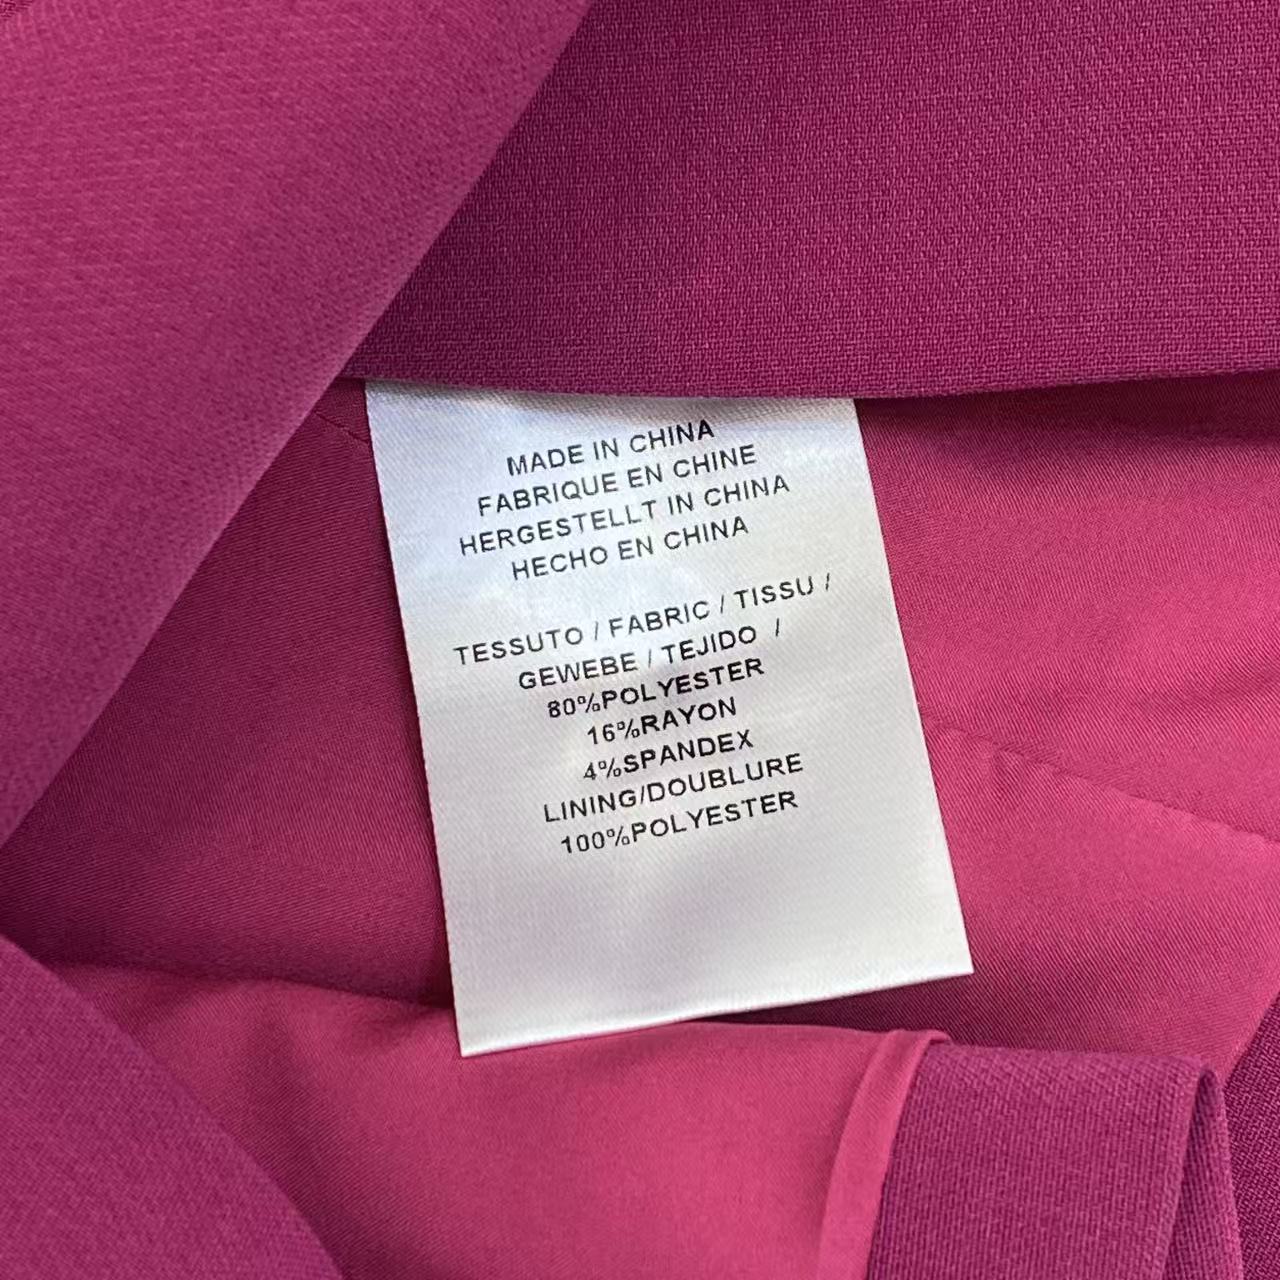 MADE IN CHINA
FABRIQUE EN CHINE
HERGESTELLT IN CHINA
HECHO EN CHINA
TESSUTO / FABRIC / TISSU /
GEWEBE / TEJIDO /
80%POLYESTER
16%RAYON
4%SPANDEX
LINING/DOUBLURE
100%POLYESTER